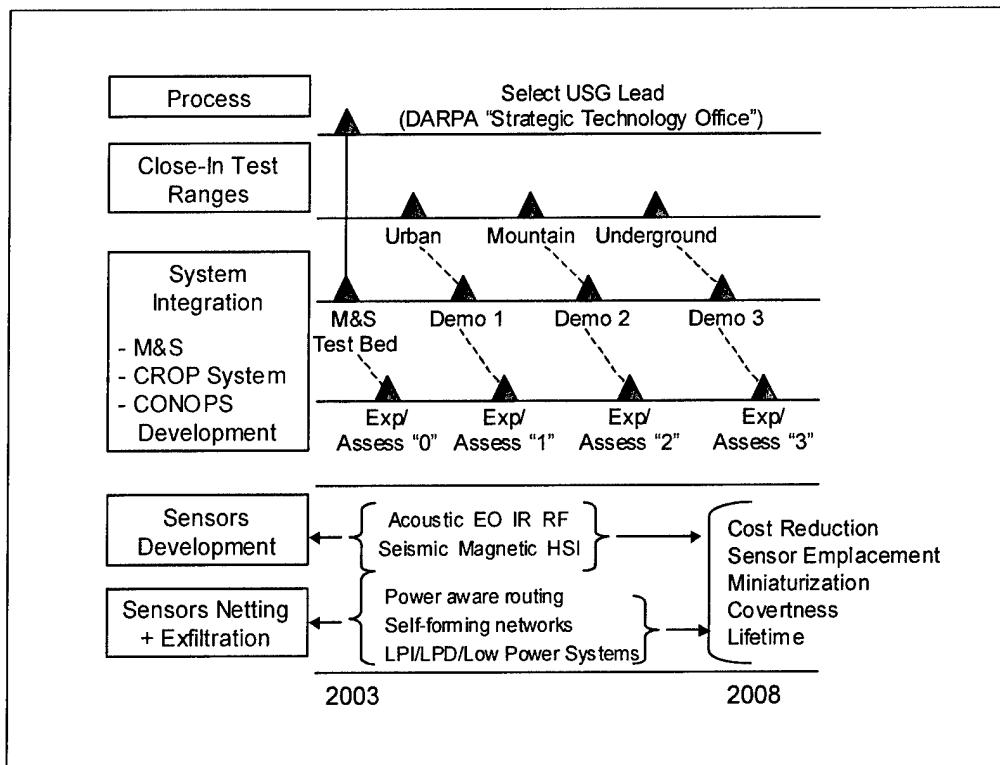 Process
Select USG Lead
(DARPA “Strategic Technology Office”)
Close-In Test
Ranges
Urban
Mountain
Underground
System
Integration
- M&S
- CROP System
- CONOPS
Development
M&S
Test Bed
Demo 1
Demo 2
Demo 3
Exp/
Assess “0”
Exp/
Assess “1”
Exp/
Assess “2”
Exp/
Assess “3”
Sensors
Development
Acoustic EO IR RF
Seismic Magnetic HSI
Sensors Netting
+ Exfiltration
Power aware routing
Self-forming networks
LPI/LPD/Low Power Systems
Cost Reduction
Sensor Emplacement
Miniaturization
Covertness
Lifetime
2003
2008